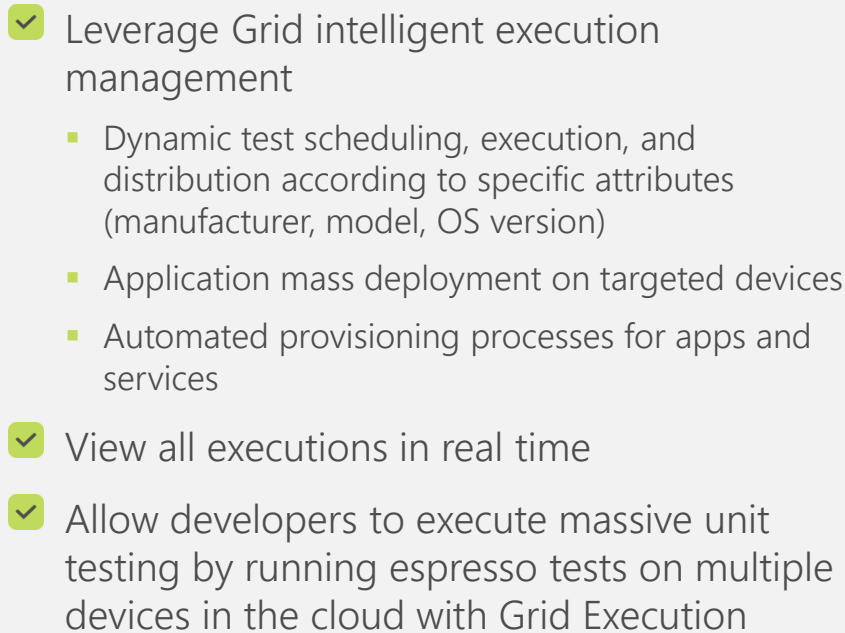 Leverage Grid intelligent execution
management
Dynamic test scheduling, execution, and
distribution according to specific attributes
(manufacturer, model, OS version)
Application mass deployment on targeted devices
Automated provisioning processes for apps and
services
View all executions in real time
Allow developers to execute massive unit
testing by running espresso tests on multiple
devices in the cloud with Grid Execution